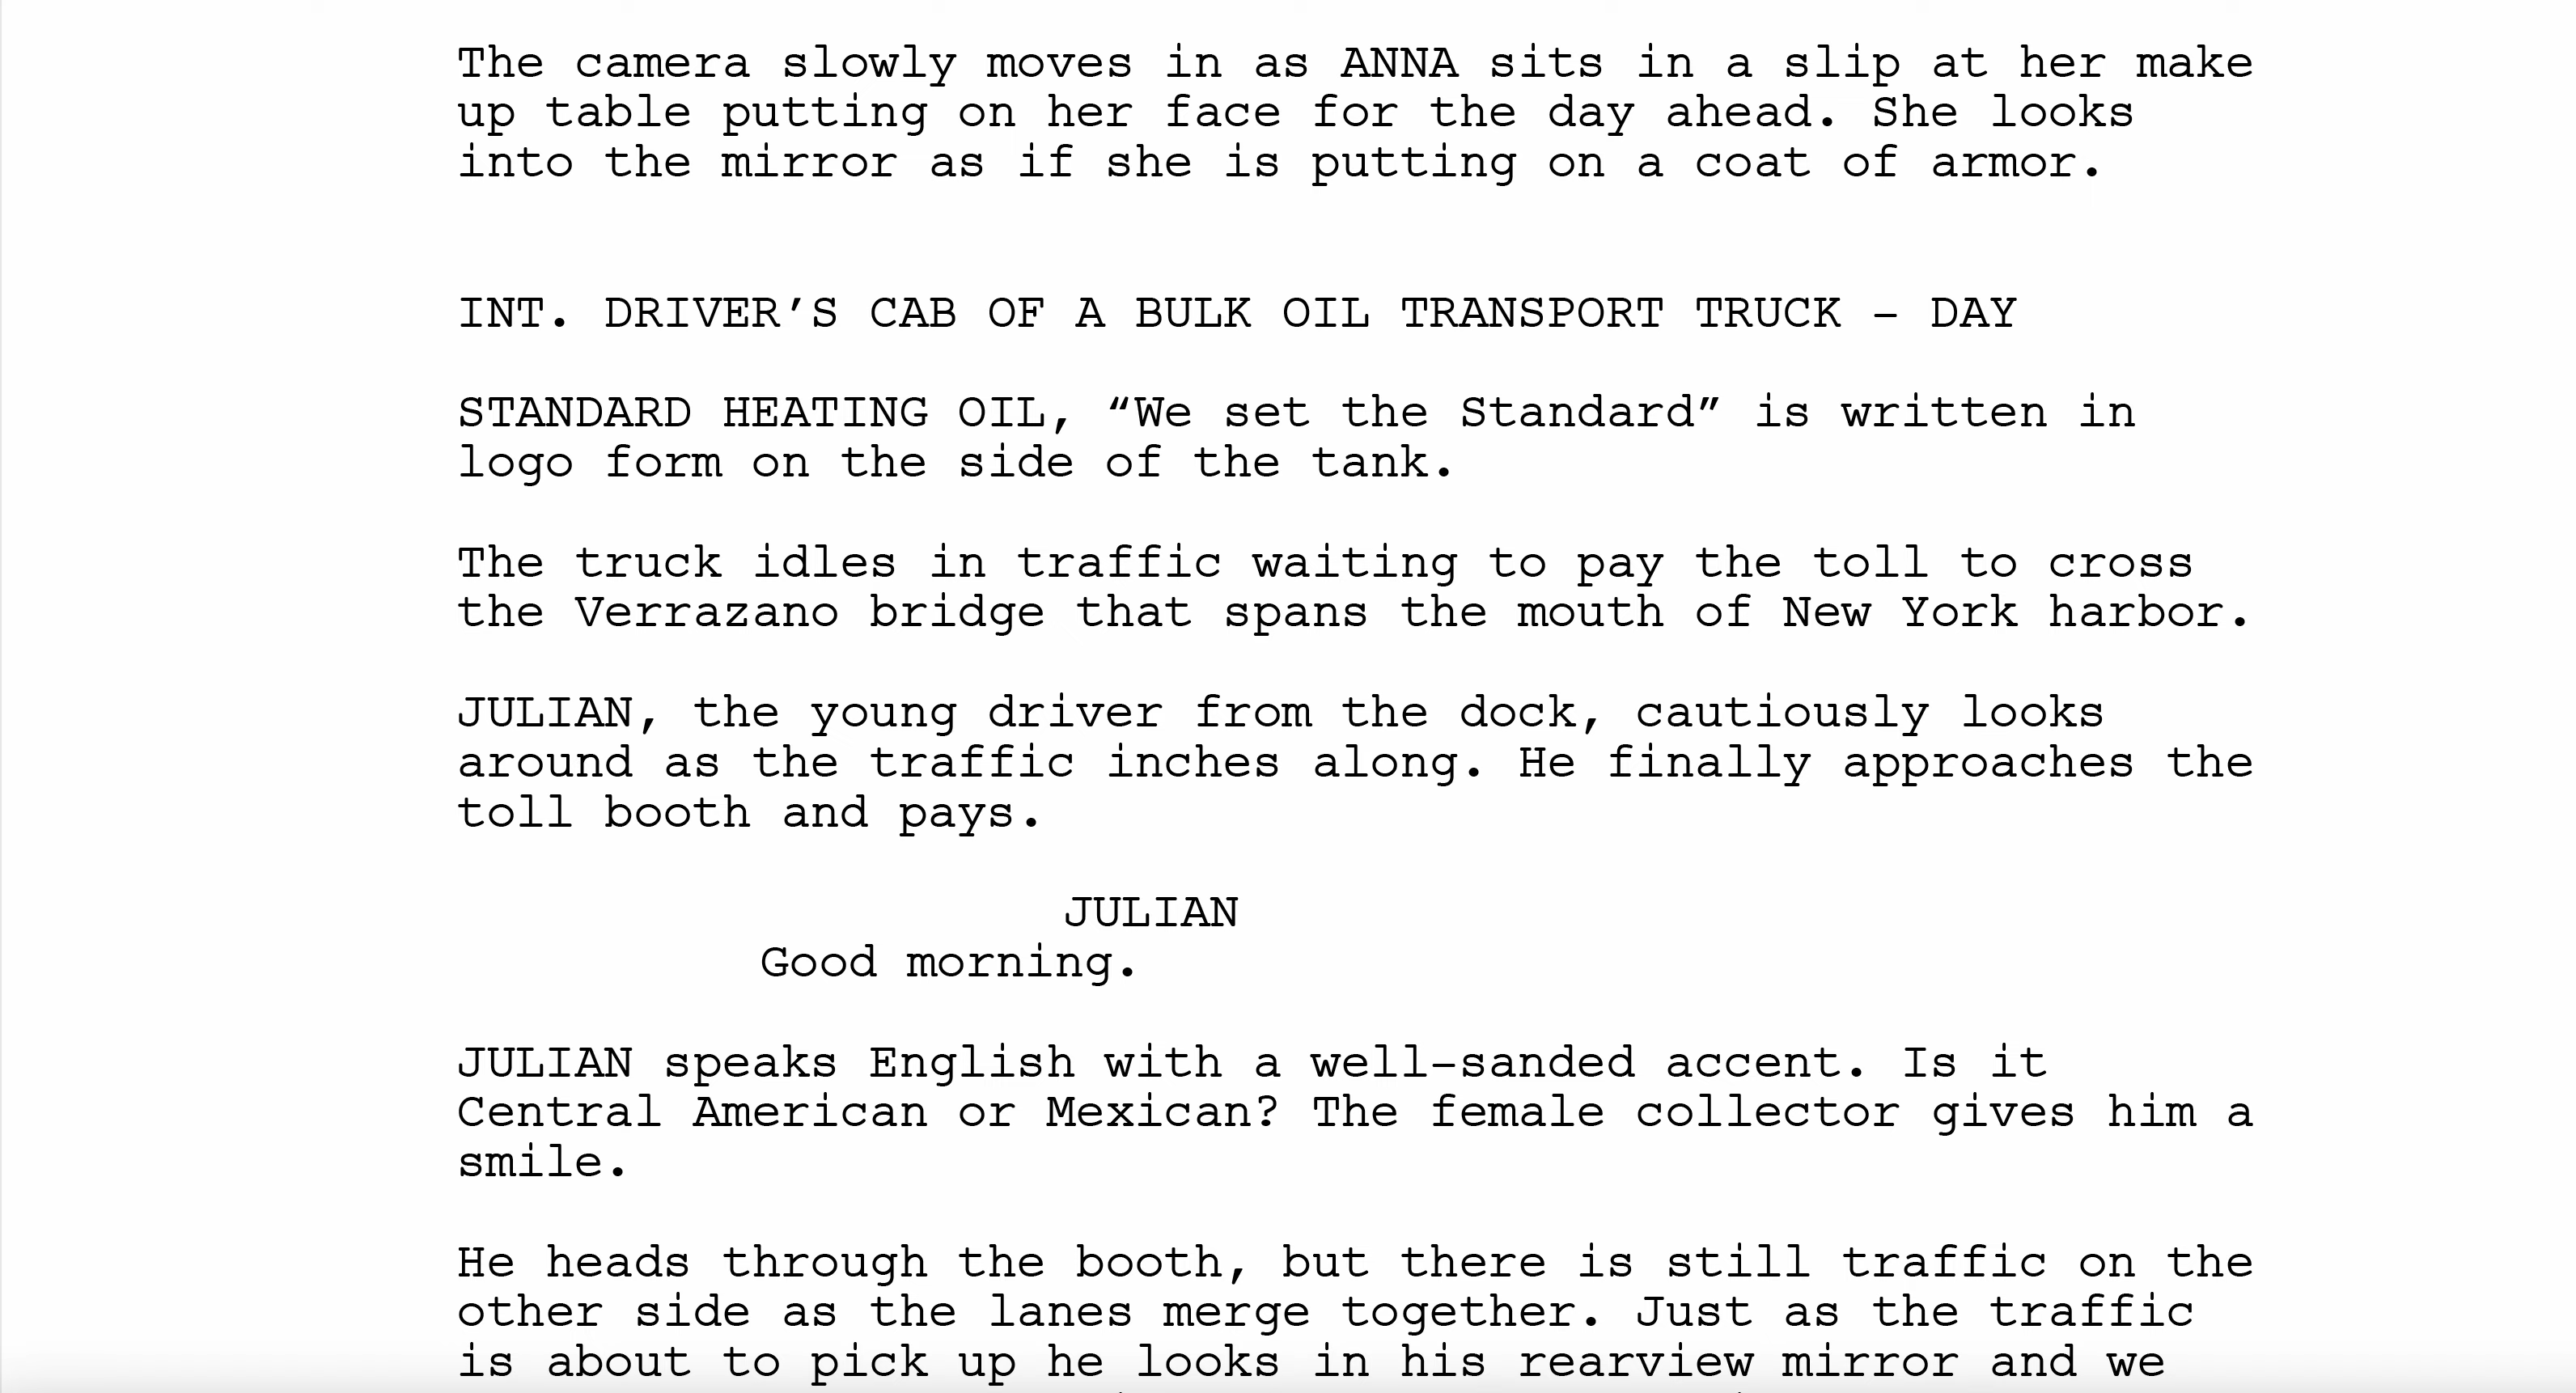 The camera slowly moves in as ANNA sits in a slip at her make
up table putting on her face for the day ahead. She looks
into the mirror as if she is putting on a coat of armor.
INT. DRIVER’S CAB OF A BULK OIL TRANSPORT TRUCK - DAY
STANDARD HEATING OIL, “We set the Standard” is written in
logo form on the side of the tank.
The truck idles in traffic waiting to pay the toll to cross
the Verrazano bridge that spans the mouth of New York harbor.
JULIAN, the young driver from the dock, cautiously looks
around as the traffic inches along. He finally approaches the
toll booth and pays.
JULIAN
Good morning.
JULIAN speaks English with a well-sanded accent. Is it
Central American or Mexican? The female collector gives him a
smile.
He heads through the booth, but there is still traffic on the
other side as the lanes merge together. Just as the traffic
is about to pick up he looks in his rearview mirror and we